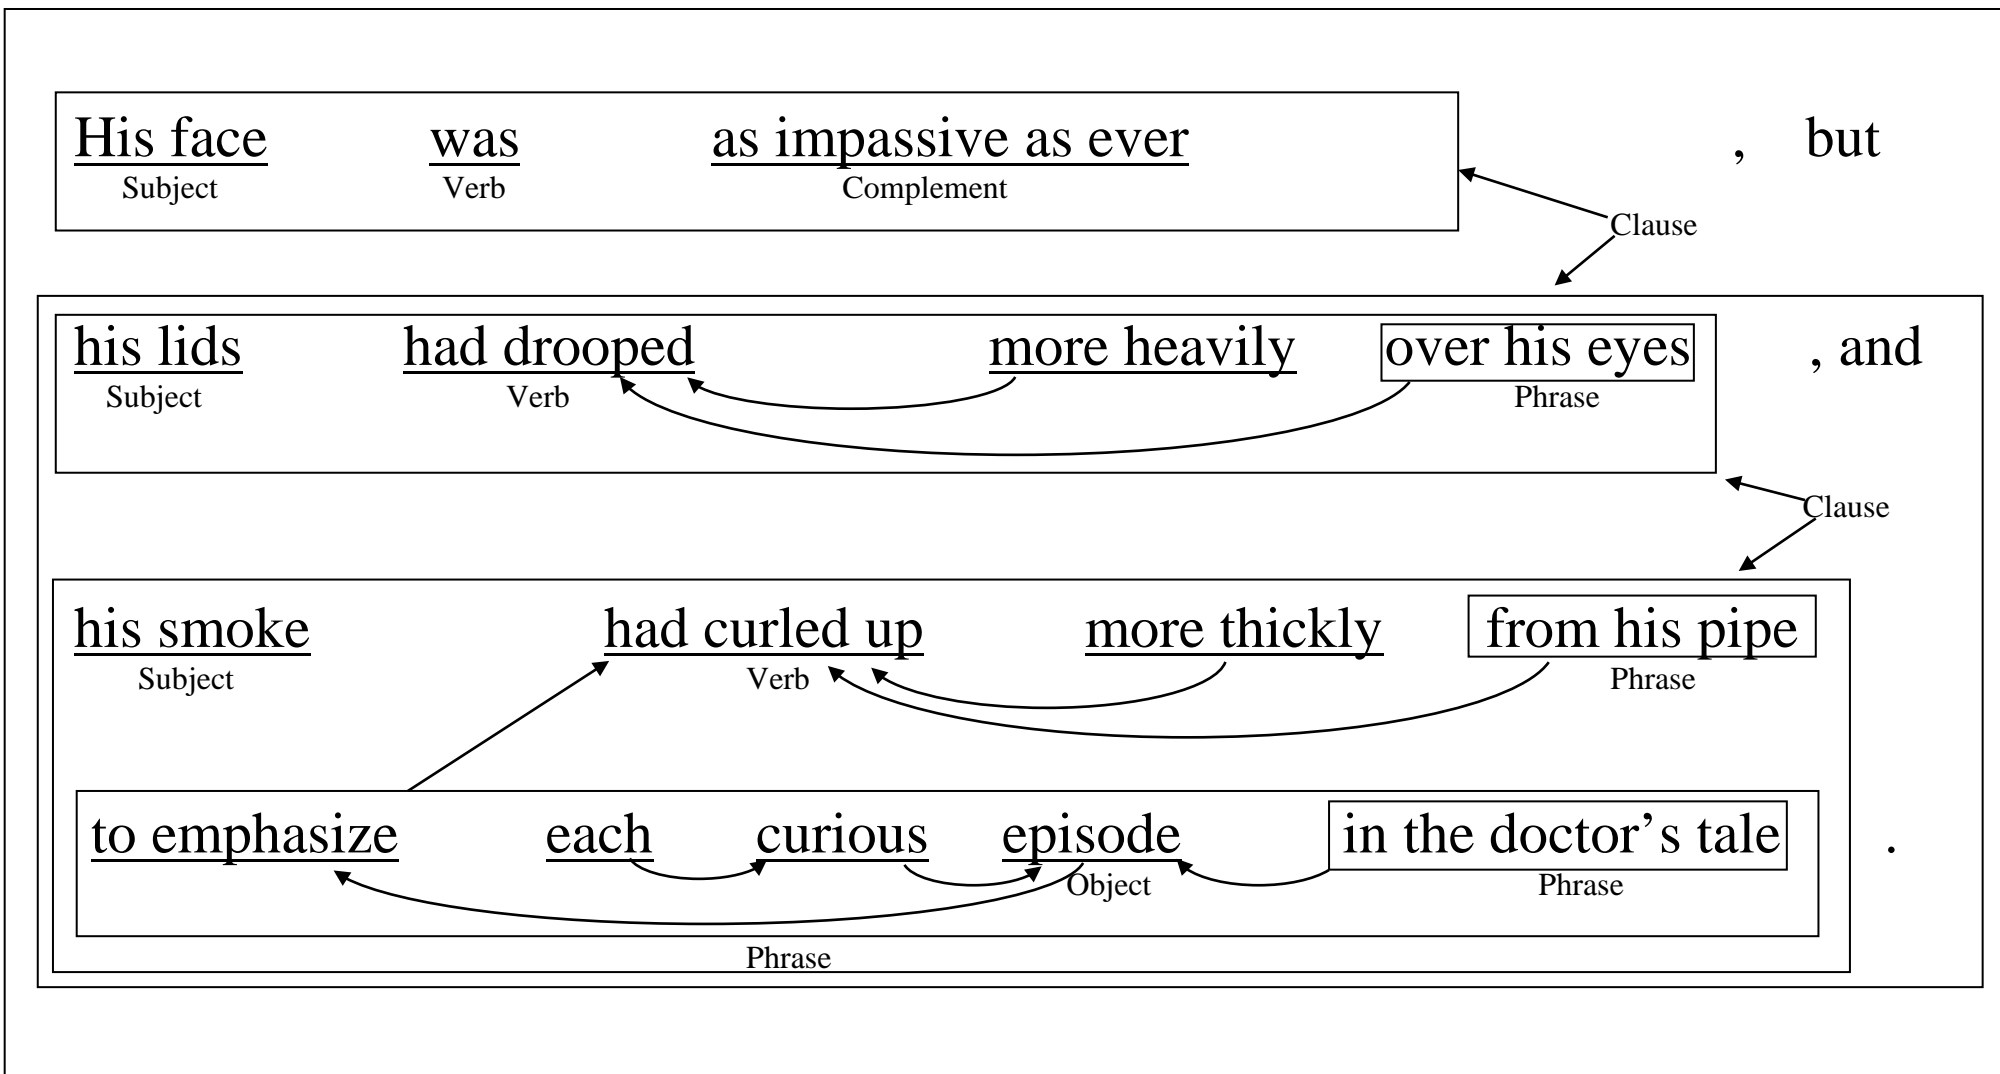 His face was as impassive as ever , but
Subject Verb Complement
Clause
his lids had drooped more heavily over his eyes , and
Subject Verb Phrase
Clause
his smoke had curled up more thickly from his pipe
Subject Verb Phrase
to emphasize each curious episode in the doctor’s tale .
Object Phrase
Phrase